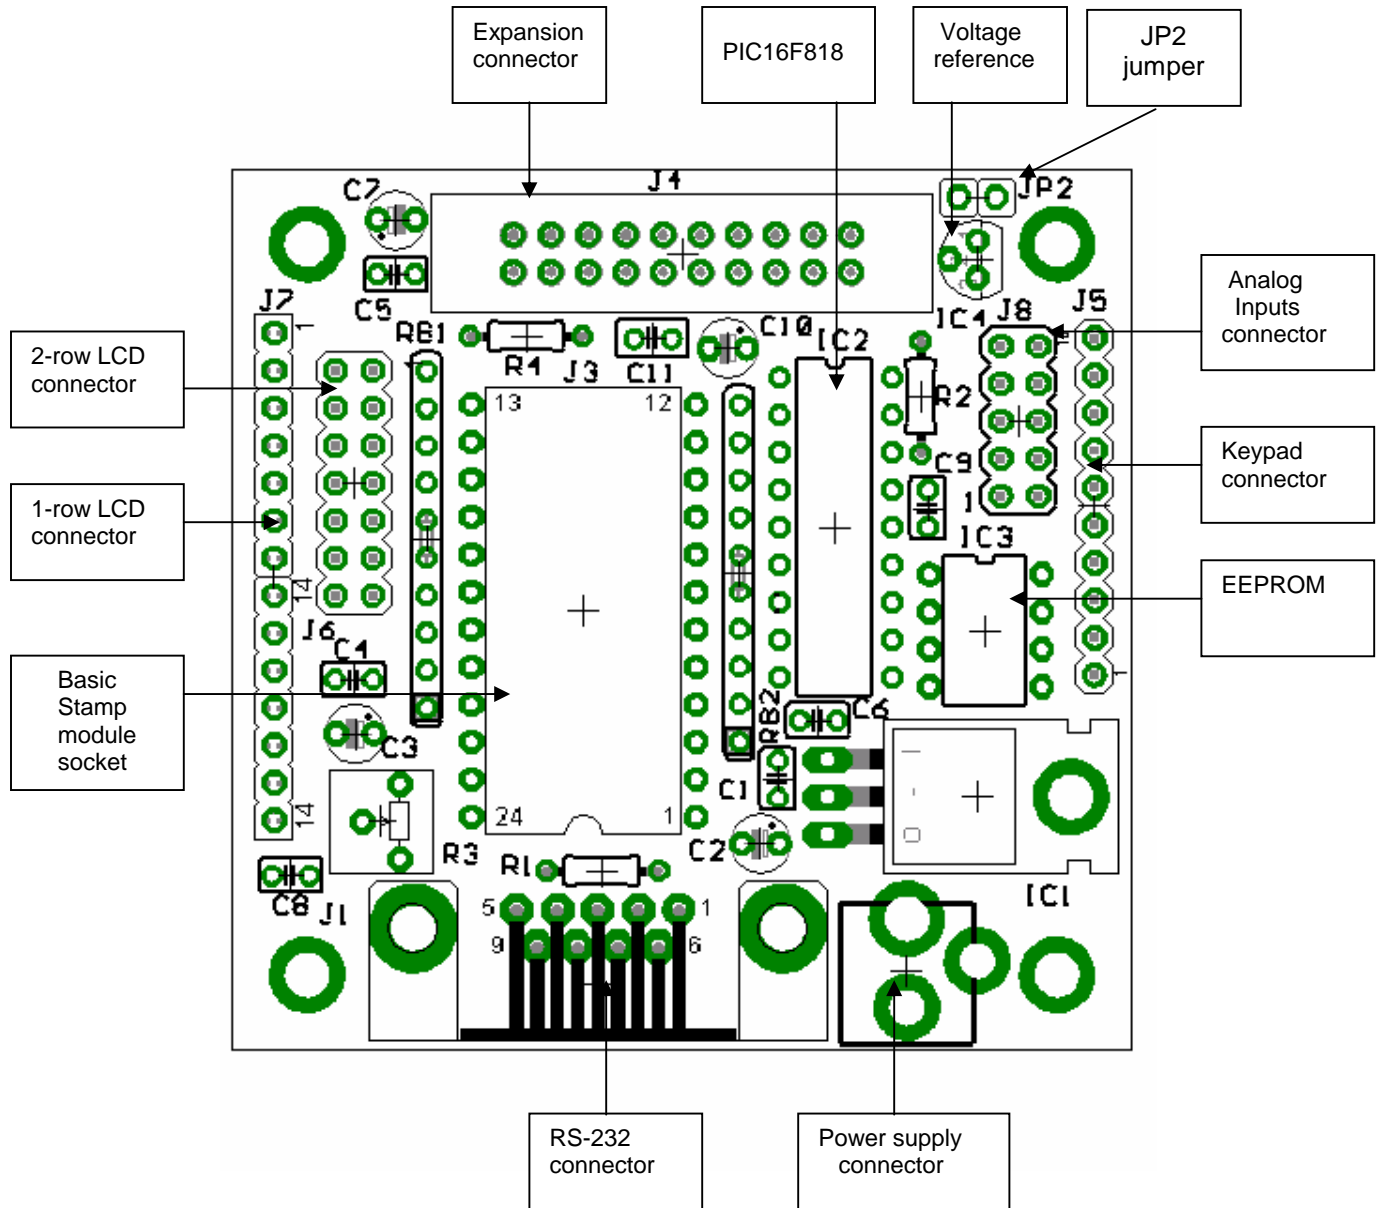 Expansion
connector
PIC16F818
Voltage
reference
JP2
jumper
C7
J4
JP2
C5
J7
1
RB1
R4
J3
C11
C10
IC2
IC4
J8
J5
1
Analog
Inputs
connector
2-row LCD
connector
13
12
R2
C9
Keypad
connector
1
1-row LCD
connector
IC3
14
EEPROM
J6
C4
1
Basic
Stamp
module
socket
RB2
C6
C3
C1
14
24
1
R3
R1
C2
C8
J1
5
1
9
6
IC1
RS-232
connector
Power supply
connector